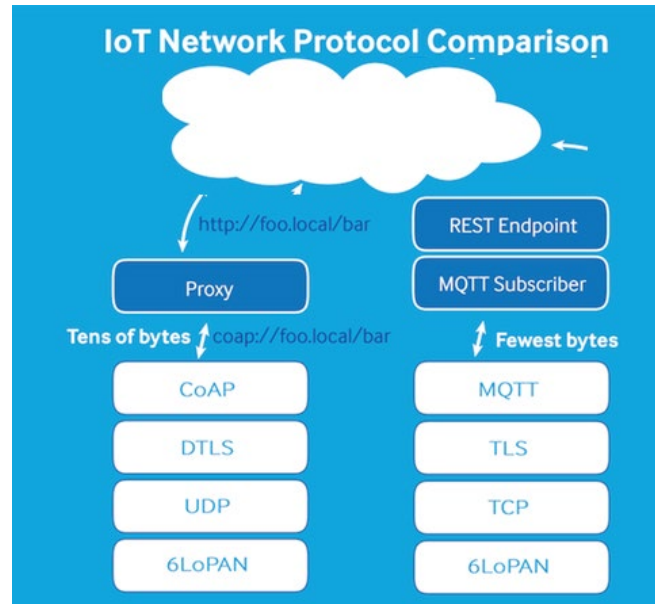 IoT Network Protocol Comparison
http://foo.local/bar
REST Endpoint
Proxy
MQTT Subscriber
Tens of bytes
coap://foo.local/bar
Fewest bytes
CoAP
MQTT
DTLS
TLS
UDP
TCP
6LoPAN
6LoPAN